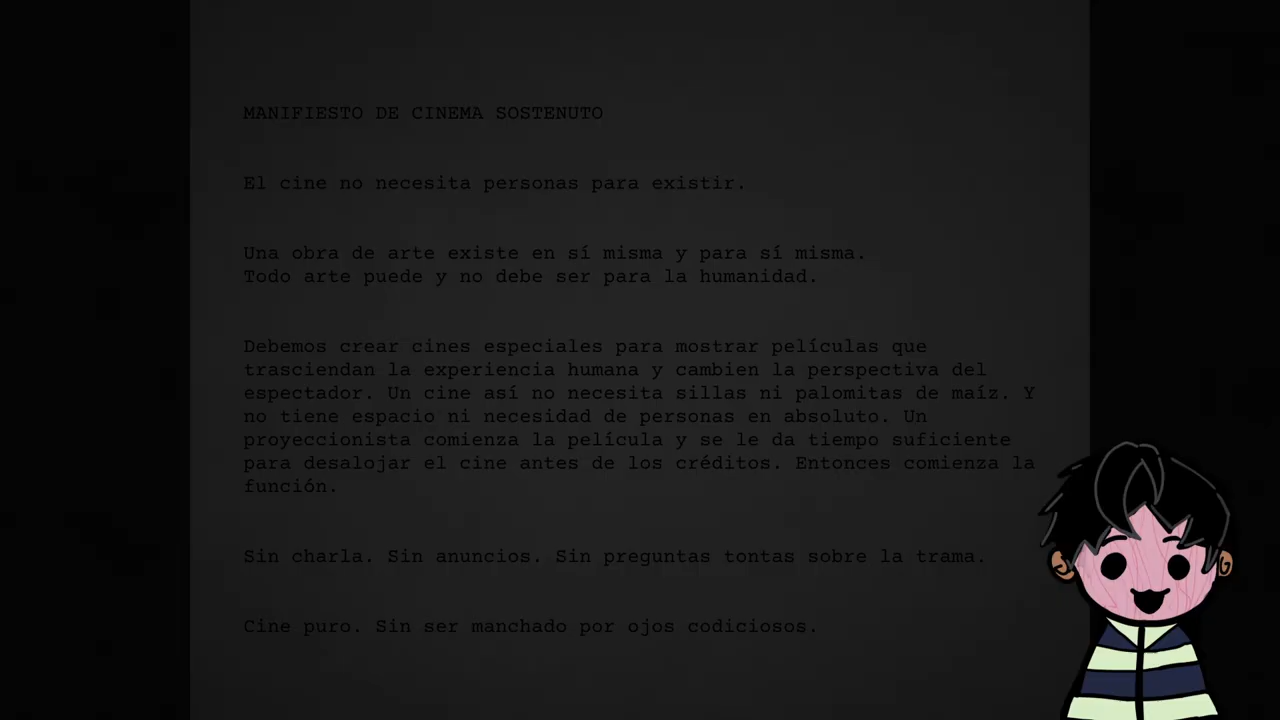 MANIFIESTO DE CINEMA SOSTENUTO
El cine no necesita personas para existir.
Una obra de arte existe en sí misma y para sí misma.
Todo arte puede y no debe ser para la humanidad.
Debemos crear cines especiales para mostrar películas que
trasciendan la experiencia humana y cambien la perspectiva del
espectador. Un cine así no necesita sillas ni palomitas de maíz. Y
no tiene espacio ni necesidad de personas en absoluto. Un
proyeccionista comienza la película y se le da tiempo suficiente
para desalojar el cine antes de los créditos. Entonces comienza la
función.
Sin charla. Sin anuncios. Sin preguntas tontas sobre la trama.
Cine puro. Sin ser manchado por ojos codiciosos.